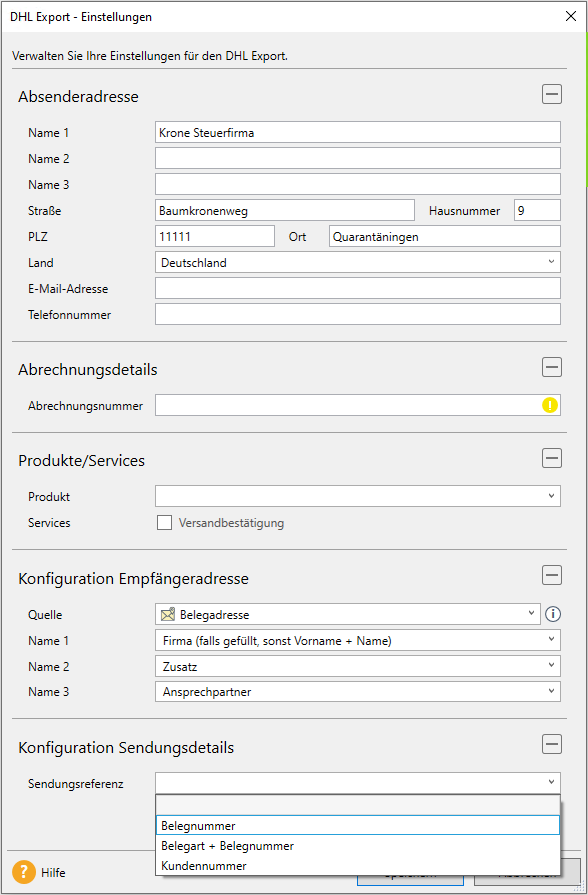 DHL Export - Einstellungen
Verwalten Sie Ihre Einstellungen für den DHL Export.
Absenderadresse
Name 1 Krone Steuerfirma
Name 2
Name 3
Straße Baumkronenweg Hausnummer 9
PLZ 11111 Ort Quarantäningen
Land Deutschland
E-Mail-Adresse
Telefonnummer
Abrechnungsdetails
Abrechnungsnummer
Produkte/Services
Produkt
Services Versandbestätigung
Konfiguration Empfängeradresse
Quelle Belegadresse
Name 1 Firma (falls gefüllt, sonst Vorname + Name)
Name 2 Zusatz
Name 3 Ansprechpartner
Konfiguration Sendungsdetails
Sendungsreferenz
Belegnummer
Belegart + Belegnummer
Kundennummer
? Hilfe